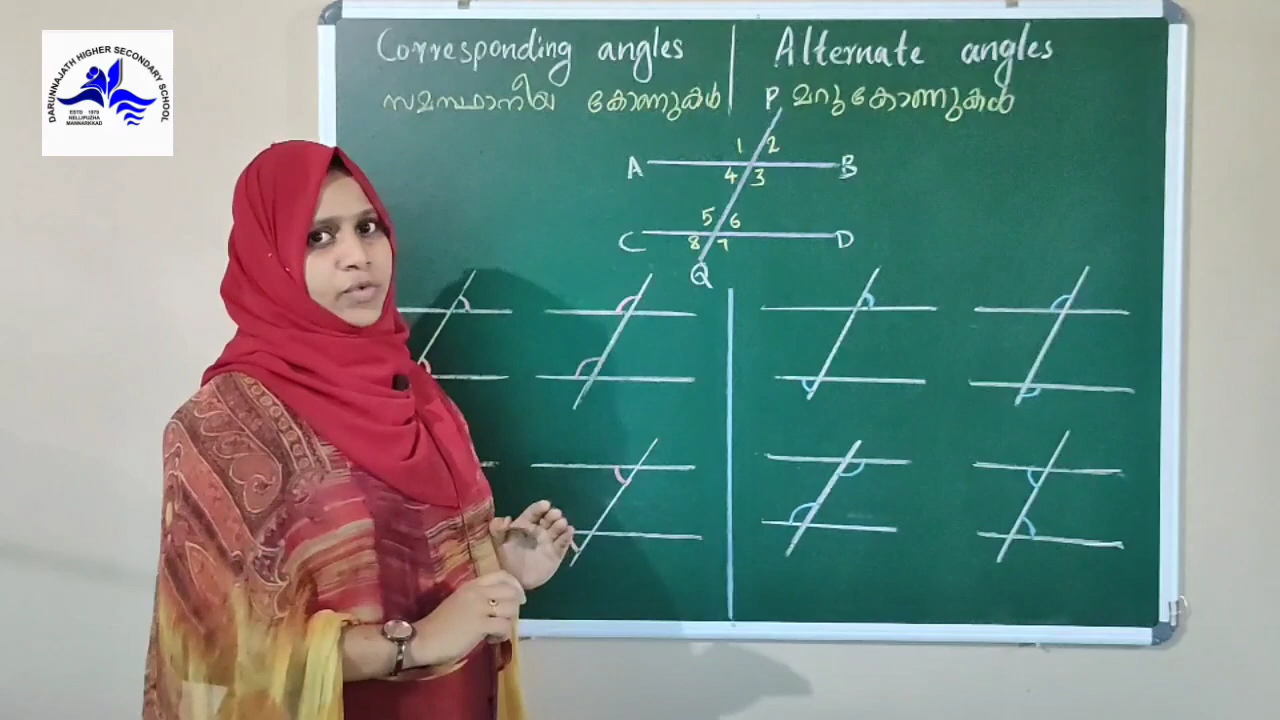 DARUNNAJATH HIGHER SECONDARY SCHOOL
ESTD 1973
NELLIPUZHA
MANNARKKAD
Corresponding angles | Alternate angles
സമസ്ഥാനീയ കോണുകൾ | മറുകോണുകൾ
P
1 2
A B
4 3
5 6
C D
8 7
Q